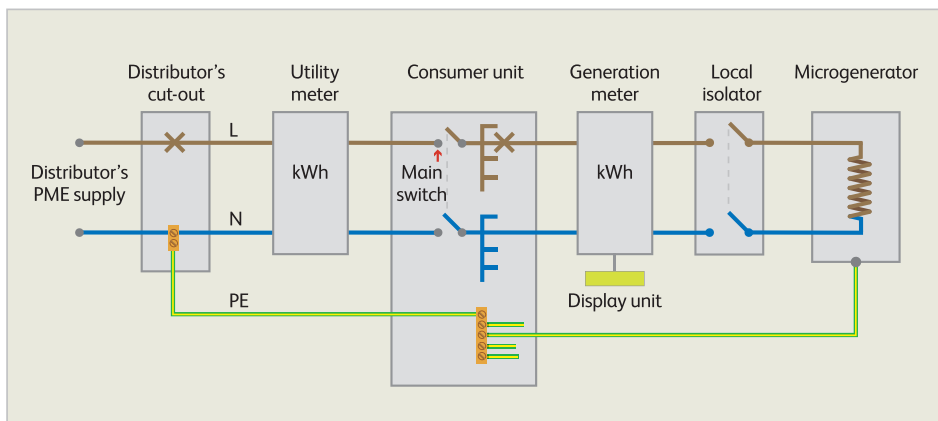 Distributor's
cut-out
Utility
meter
Consumer unit
Generation
meter
Local
isolator
Microgenerator
L
Distributor's
PME supply
kWh
Main
switch
kWh
N
PE
Display unit